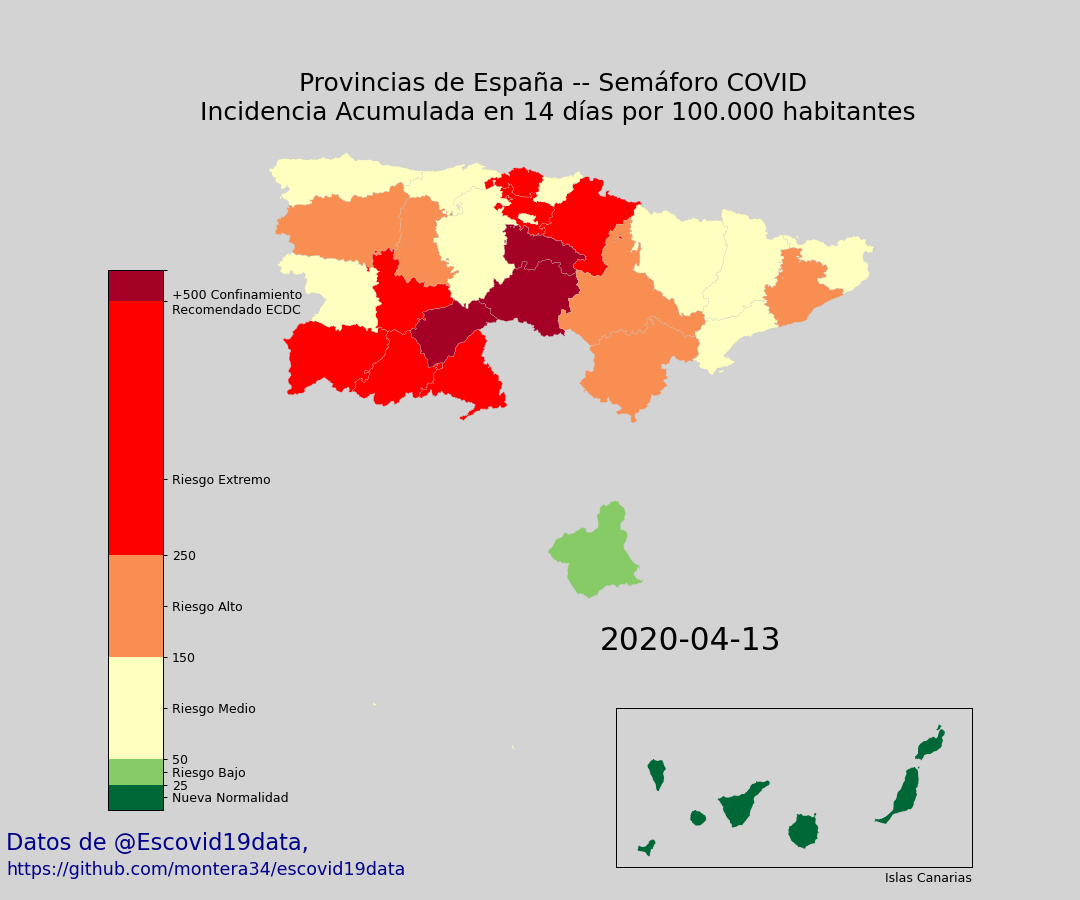 Provincias de España -- Semáforo COVID
Incidencia Acumulada en 14 días por 100.000 habitantes
+500 Confinamiento
Recomendado ECDC
Riesgo Extremo
250
Riesgo Alto
150
Riesgo Medio
50
Riesgo Bajo
25
Nueva Normalidad
2020-04-13
Islas Canarias
Datos de @Escovid19data,
https://github.com/montera34/escovid19data